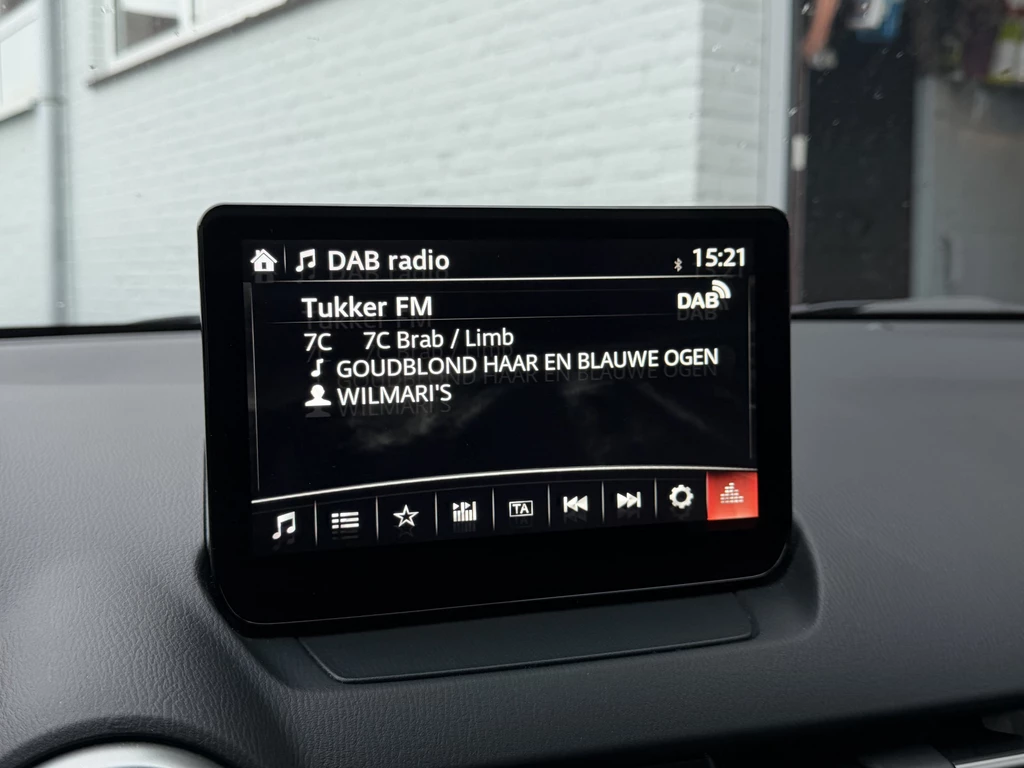 DAB radio 15:21
Tukker FM DAB
7C 7C Brab / Limb
GOUDBLOND HAAR EN BLAUWE OGEN
WILMARI'S
TA